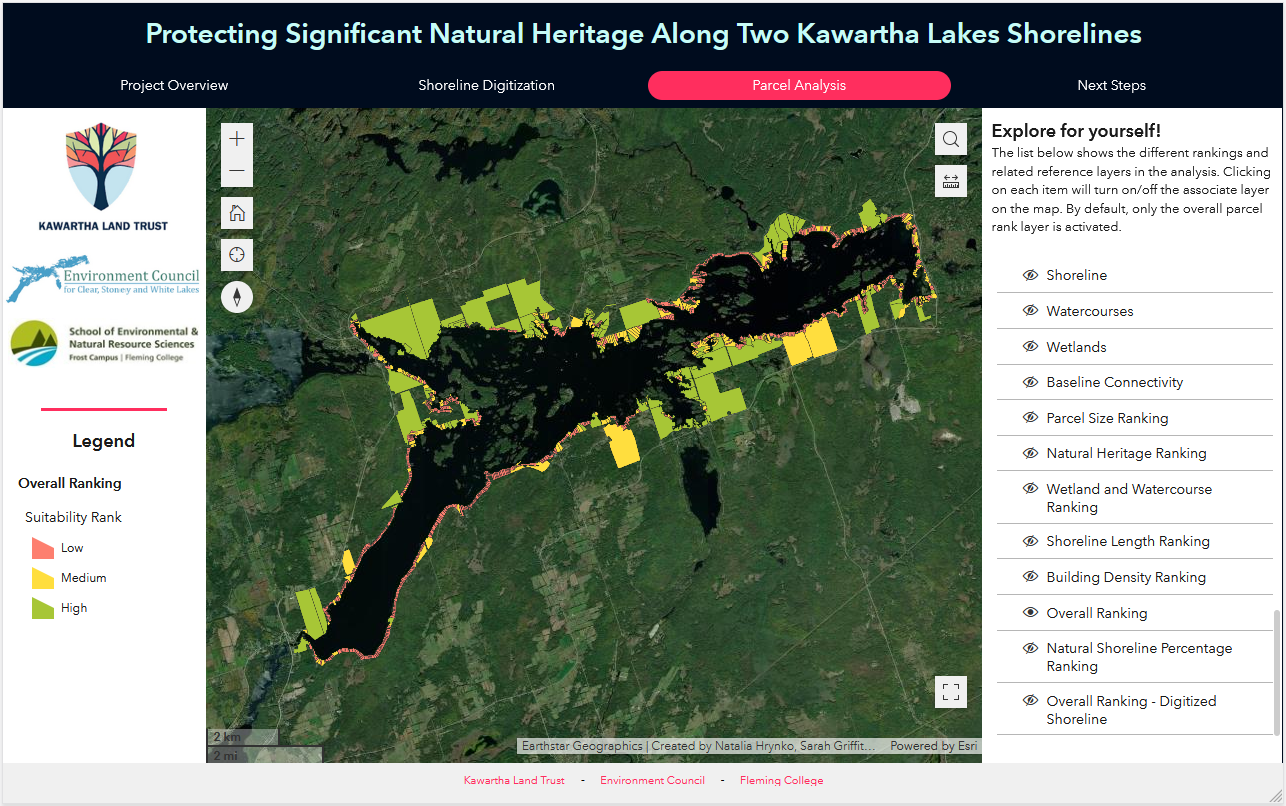 Protecting Significant Natural Heritage Along Two Kawartha Lakes Shorelines
Project Overview
Shoreline Digitization
Parcel Analysis
Next Steps
KAWARTHA LAND TRUST
Environment Council
for Clear, Stoney and White Lakes
School of Environmental &
Natural Resource Sciences
Frost Campus | Fleming College
Legend
Overall Ranking
Suitability Rank
Low
Medium
High
2 km
2 mi
Earthstar Geographics | Created by Natalia Hrynko, Sarah Griffit...
Powered by Esri
Explore for yourself!
The list below shows the different rankings and
related reference layers in the analysis. Clicking
on each item will turn on/off the associate layer
on the map. By default, only the overall parcel
rank layer is activated.
Shoreline
Watercourses
Wetlands
Baseline Connectivity
Parcel Size Ranking
Natural Heritage Ranking
Wetland and Watercourse
Ranking
Shoreline Length Ranking
Building Density Ranking
Overall Ranking
Natural Shoreline Percentage
Ranking
Overall Ranking - Digitized
Shoreline
Kawartha Land Trust - Environment Council - Fleming College